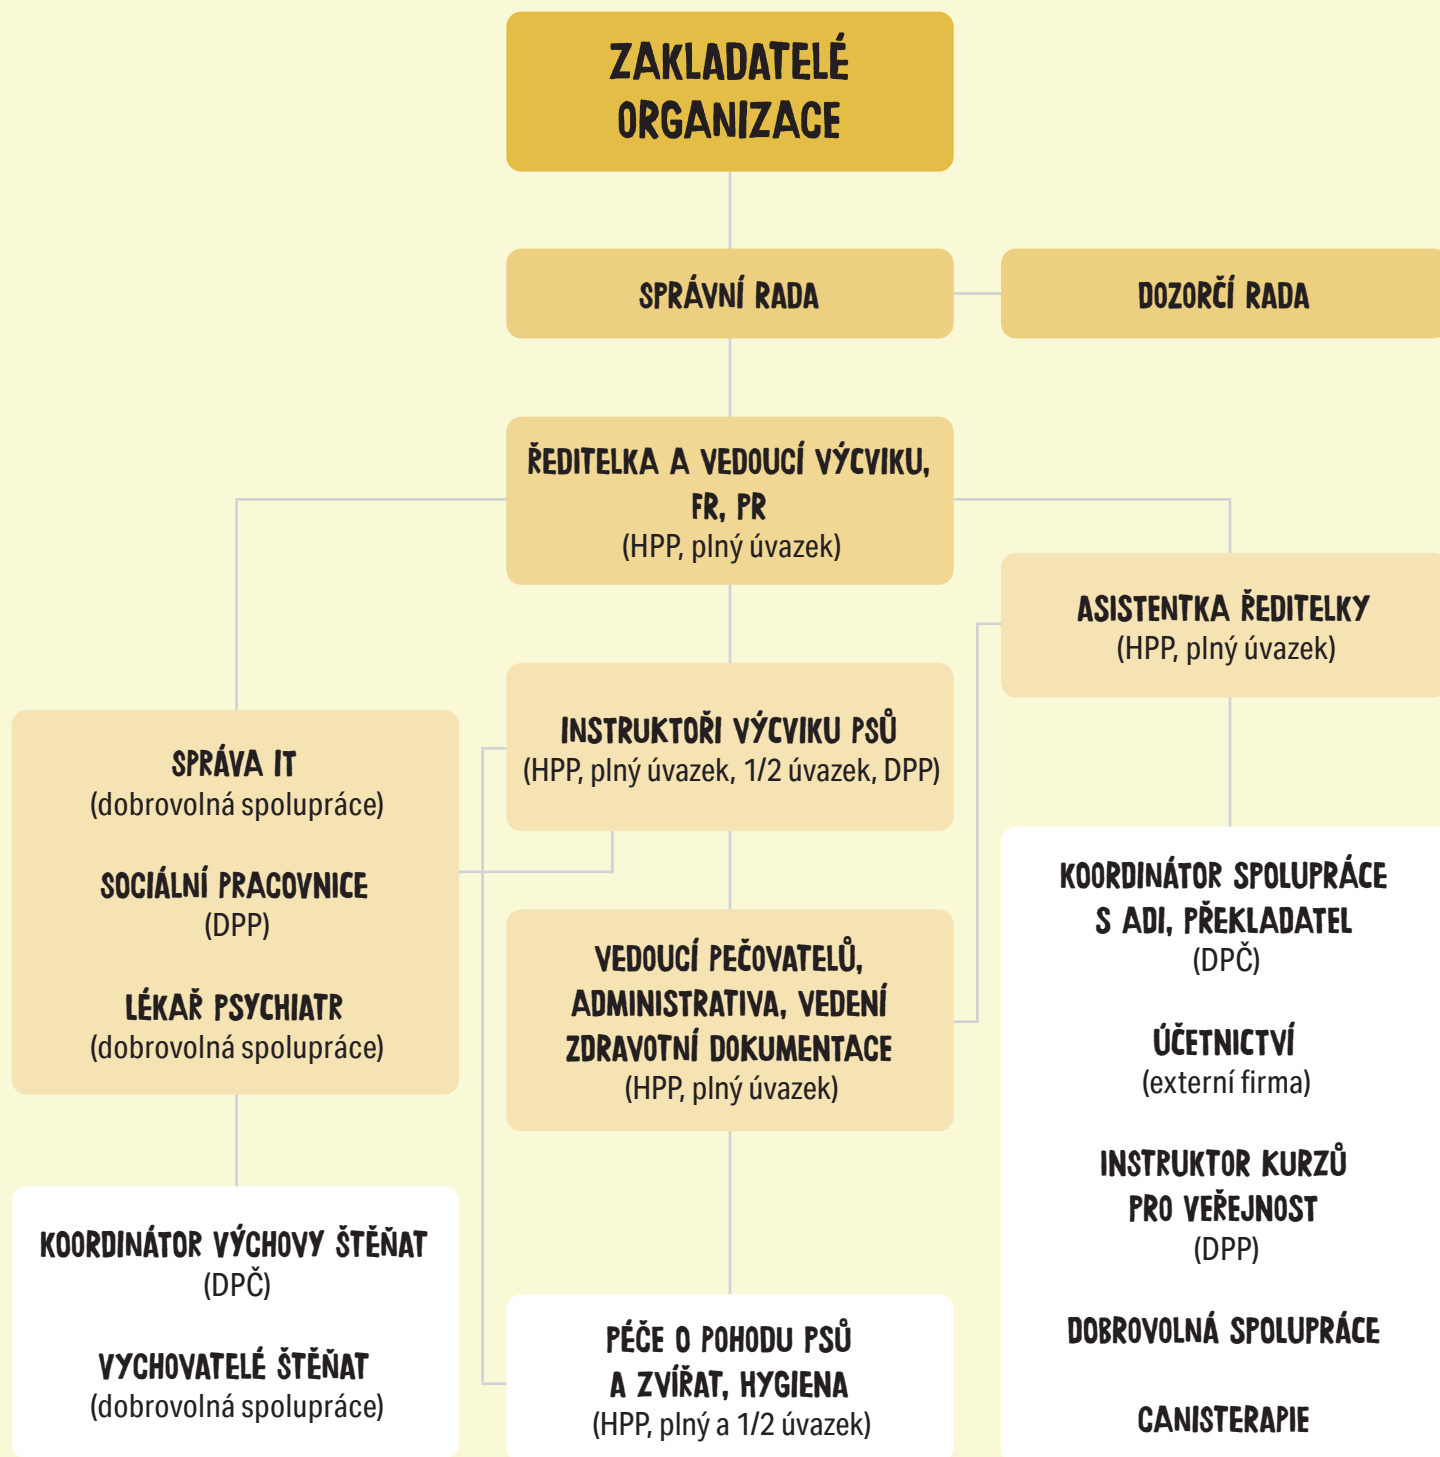 ZAKLADATELÉ
ORGANIZACE
SPRÁVNÍ RADA
DOZORČÍ RADA
ŘEDITELKA A VEDOUCÍ VÝCVIKU,
FR, PR
(HPP, plný úvazek)
ASISTENTKA ŘEDITELKY
(HPP, plný úvazek)
INSTRUKTOŘI VÝCVIKU PSŮ
(HPP, plný úvazek, 1/2 úvazek, DPP)
SPRÁVA IT
(dobrovolná spolupráce)
SOCIÁLNÍ PRACOVNICE
(DPP)
LÉKAŘ PSYCHIATR
(dobrovolná spolupráce)
VEDOUCÍ PEČOVATELŮ,
ADMINISTRATIVA, VEDENÍ
ZDRAVOTNÍ DOKUMENTACE
(HPP, plný úvazek)
KOORDINÁTOR SPOLUPRÁCE
S ADI, PŘEKLADATEL
(DPČ)
ÚČETNICTVÍ
(externí firma)
INSTRUKTOR KURZŮ
PRO VEŘEJNOST
(DPP)
DOBROVOLNÁ SPOLUPRÁCE
CANISTERAPIE
KOORDINÁTOR VÝCHOVY ŠTĚŇAT
(DPČ)
VYCHOVATELÉ ŠTĚŇAT
(dobrovolná spolupráce)
PÉČE O POHODU PSŮ
A ZVÍŘAT, HYGIENA
(HPP, plný a 1/2 úvazek)